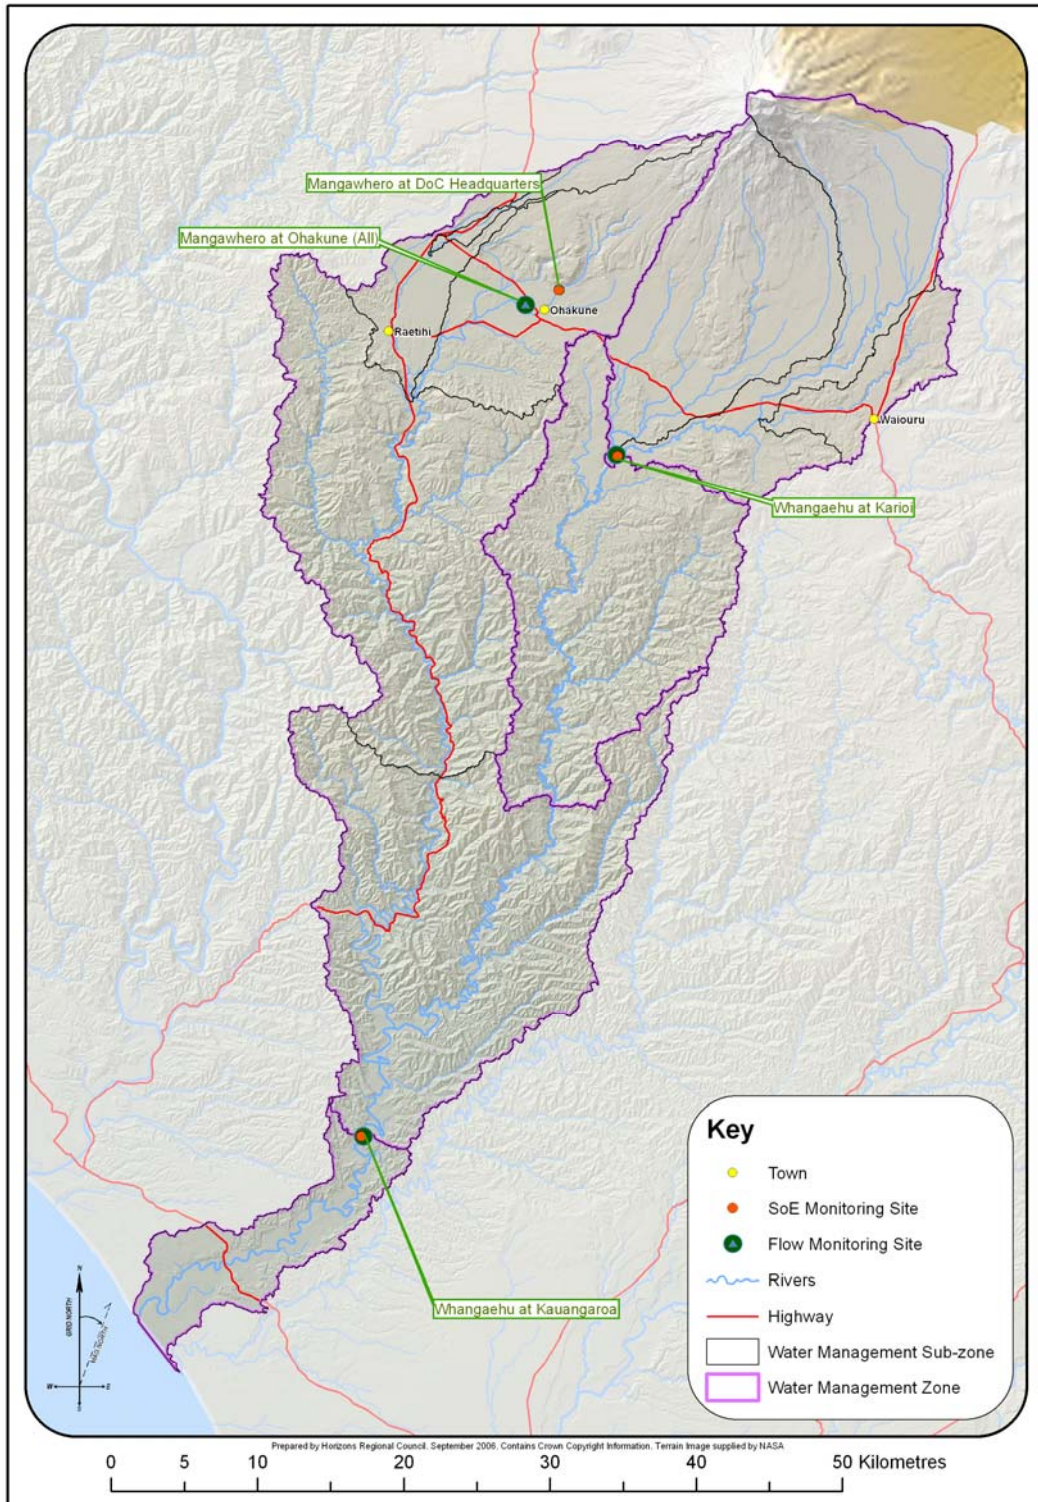 Mangawhero at DoC Headquarters
Mangawhero at Ohakune (All)
Ohakune
Raetihi
Waiouru
Whangaehu at Karioi
Whangaehu at Kauangaroa
Key
Town
SoE Monitoring Site
Flow Monitoring Site
Rivers
Highway
Water Management Sub-zone
Water Management Zone
N
GRID NORTH
W
E
Prepared by Horizons Regional Council. September 2006. Contains Crown Copyright Information. Terrain Image supplied by NASA
0 5 10 20 30 40 50 Kilometres